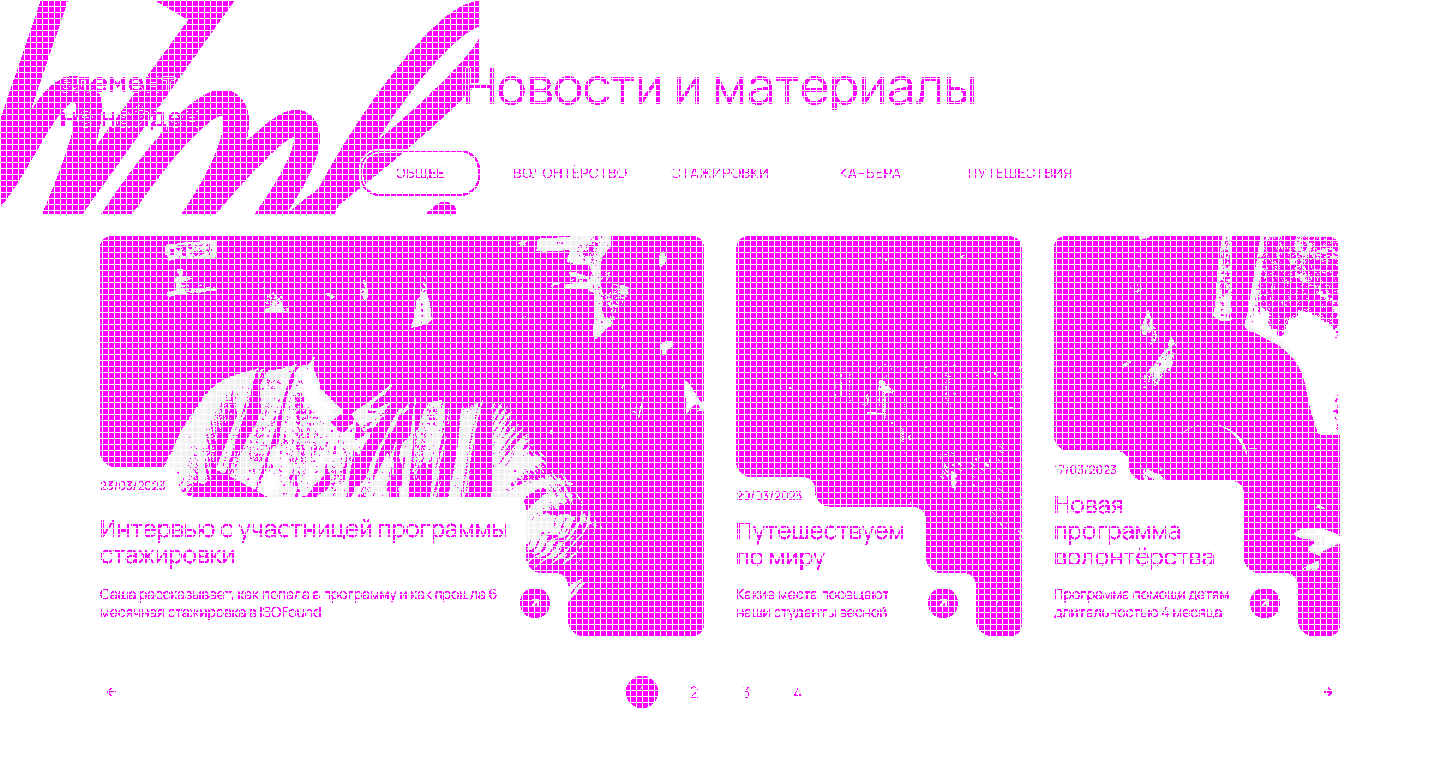 элемент
не найден
Новости и материалы
ОБЩЕЕ ВОЛОНТЁРСТВО СТАЖИРОВКИ КАРЬЕРА ПУТЕШЕСТВИЯ
23/03/2023
Интервью с участницей программы
стажировки
Саша рассказывает, как попала в программу и как прошла 6
месячная стажировка в ISOFound
20/03/2023
Путешествуем
по миру
Какие места посещают
наши студенты весной
17/03/2023
Новая
программа
волонтёрства
Программа помощи детям
длительностью 4 месяца
← 2 3 4 →